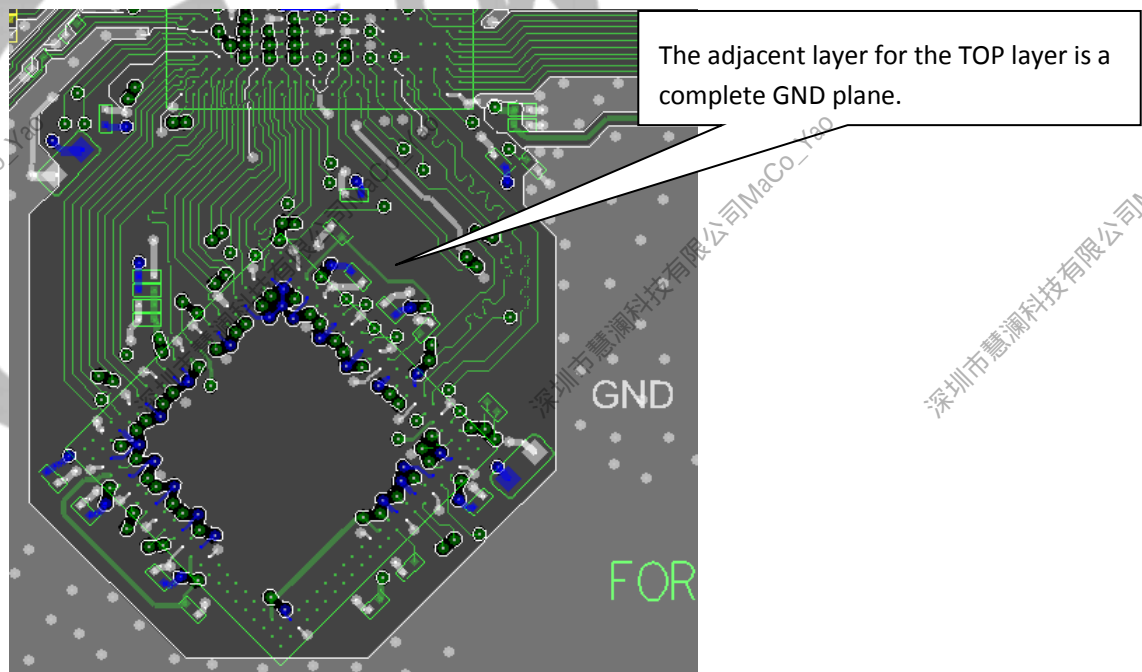 The adjacent layer for the TOP layer is a
complete GND plane.
深圳市慧澜科技有限公司MaCo_Yao
深圳市慧澜科技有限公司
GND
FOR